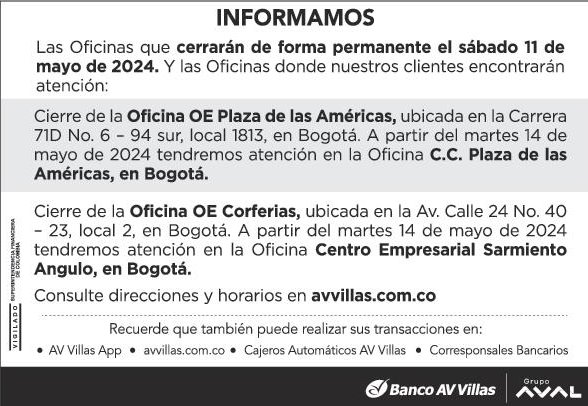 INFORMAMOS
Las Oficinas que cerrarán de forma permanente el sábado 11 de
mayo de 2024. Y las Oficinas donde nuestros clientes encontrarán
atención:
Cierre de la Oficina OE Plaza de las Américas, ubicada en la Carrera
71D No. 6 – 94 sur, local 1813, en Bogotá. A partir del martes 14 de
mayo de 2024 tendremos atención en la Oficina C.C. Plaza de las
Américas, en Bogotá.
Cierre de la Oficina OE Corferias, ubicada en la Av. Calle 24 No. 40
– 23, local 2, en Bogotá. A partir del martes 14 de mayo de 2024
tendremos atención en la Oficina Centro Empresarial Sarmiento
Angulo, en Bogotá.
Consulte direcciones y horarios en avvillas.com.co
VIGILADO
SUPERINTENDENCIA FINANCIERA
DE COLOMBIA
Recuerde que también puede realizar sus transacciones en:
• AV Villas App • avvillas.com.co • Cajeros Automáticos AV Villas • Corresponsales Bancarios
Banco AV Villas
Grupo
AVAL